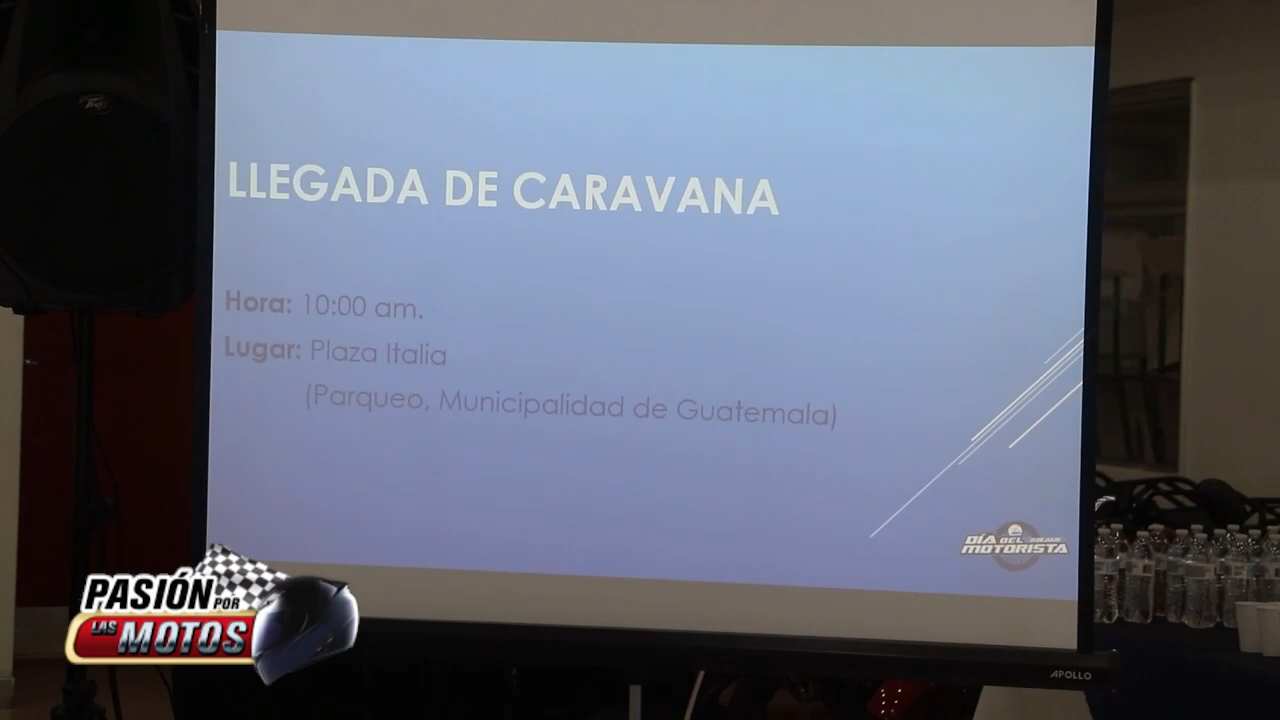 LLEGADA DE CARAVANA
Hora: 10:00 am.
Lugar: Plaza Italia
(Parqueo, Municipalidad de Guatemala)
DÍA DEL
MOTORISTA
PASIÓN POR
LAS MOTOS
APOLLO